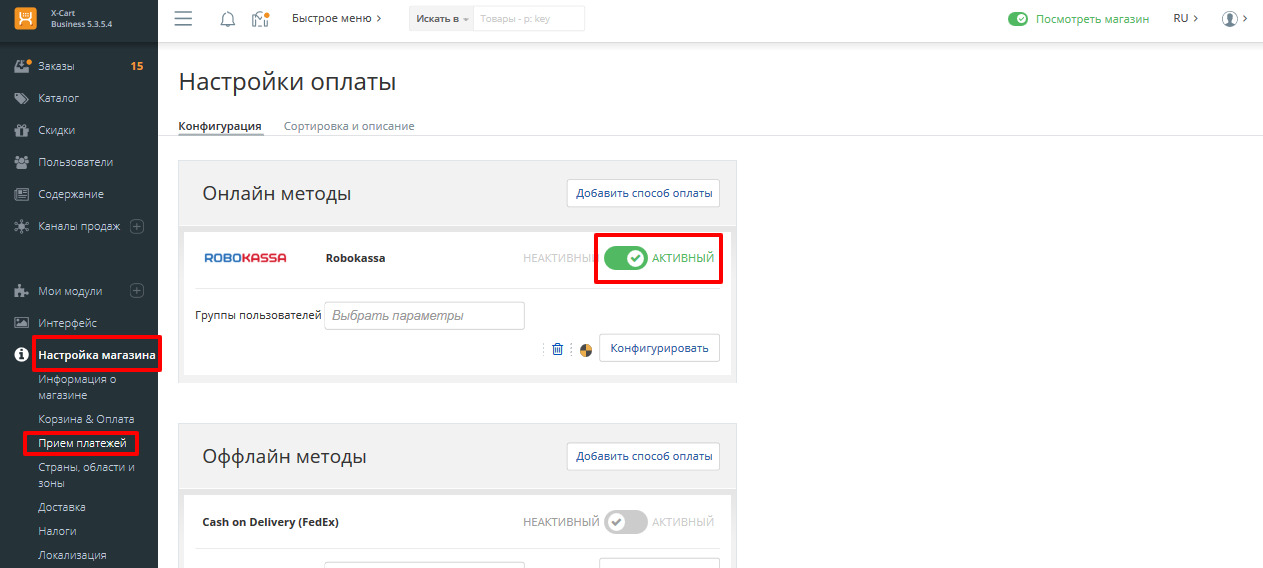 X-Cart
Business 5.3.5.4
Быстрое меню
Искать в
Товары - p: key
Посмотреть магазин
RU
Заказы 15
Каталог
Скидки
Пользователи
Содержание
Каналы продаж
Мои модули
Интерфейс
Настройка магазина
Информация о
магазине
Корзина & Оплата
Прием платежей
Страны, области и
зоны
Доставка
Налоги
Локализация
Настройки оплаты
Конфигурация
Сортировка и описание
Онлайн методы
Добавить способ оплаты
ROBOKASSA
Robokassa
НЕАКТИВНЫЙ
АКТИВНЫЙ
Группы пользователей
Выбрать параметры
Конфигурировать
Оффлайн методы
Добавить способ оплаты
Cash on Delivery (FedEx)
НЕАКТИВНЫЙ
АКТИВНЫЙ